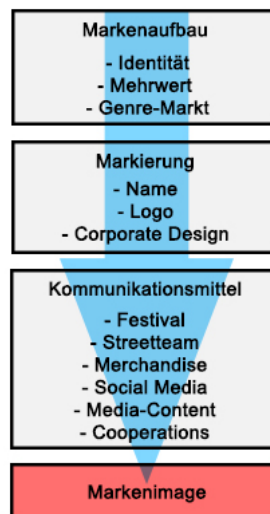 Markenaufbau
- Identität
- Mehrwert
- Genre-Markt
Markierung
- Name
- Logo
- Corporate Design
Kommunikationsmittel
- Festival
- Streetteam
- Merchandise
- Social Media
- Media-Content
- Cooperations
Markenimage